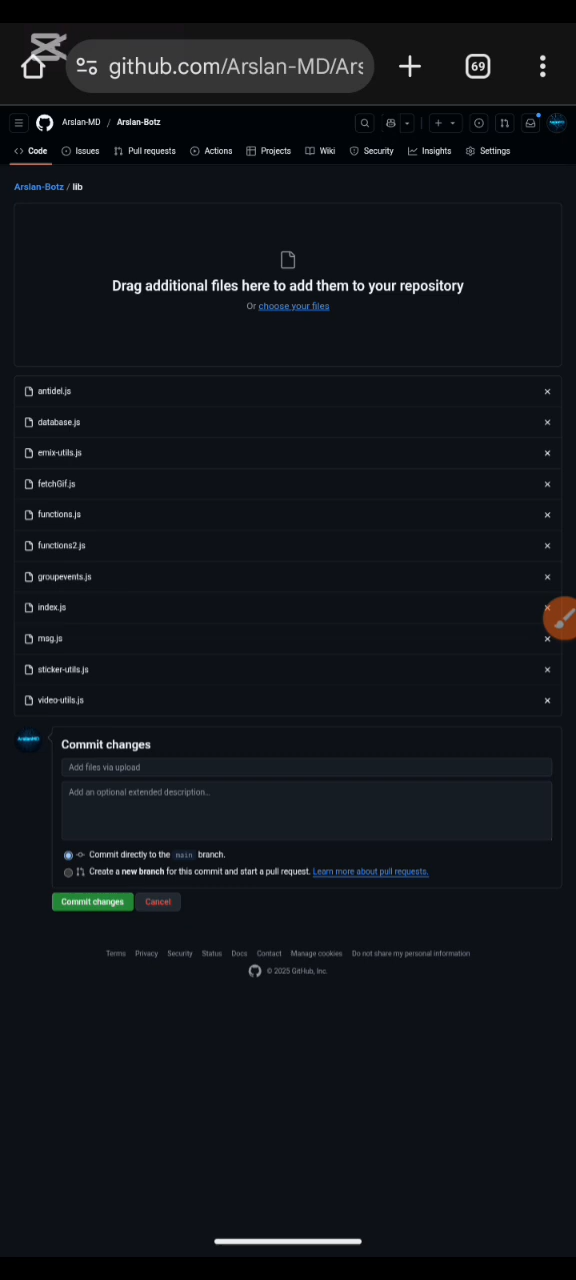 github.com/Arslan-MD/Ars
69
Arslan-MD / Arslan-Botz
Code Issues Pull requests Actions Projects Wiki Security Insights Settings
Arslan-Botz / lib
Drag additional files here to add them to your repository
Or choose your files
antidel.js
database.js
emix-utils.js
fetchGif.js
functions.js
functions2.js
groupevents.js
index.js
msg.js
sticker-utils.js
video-utils.js
Commit changes
Add files via upload
Add an optional extended description…
Commit directly to the main branch.
Create a new branch for this commit and start a pull request. Learn more about pull requests.
Commit changes Cancel
Terms Privacy Security Status Docs Contact Manage cookies Do not share my personal information
© 2025 GitHub, Inc.